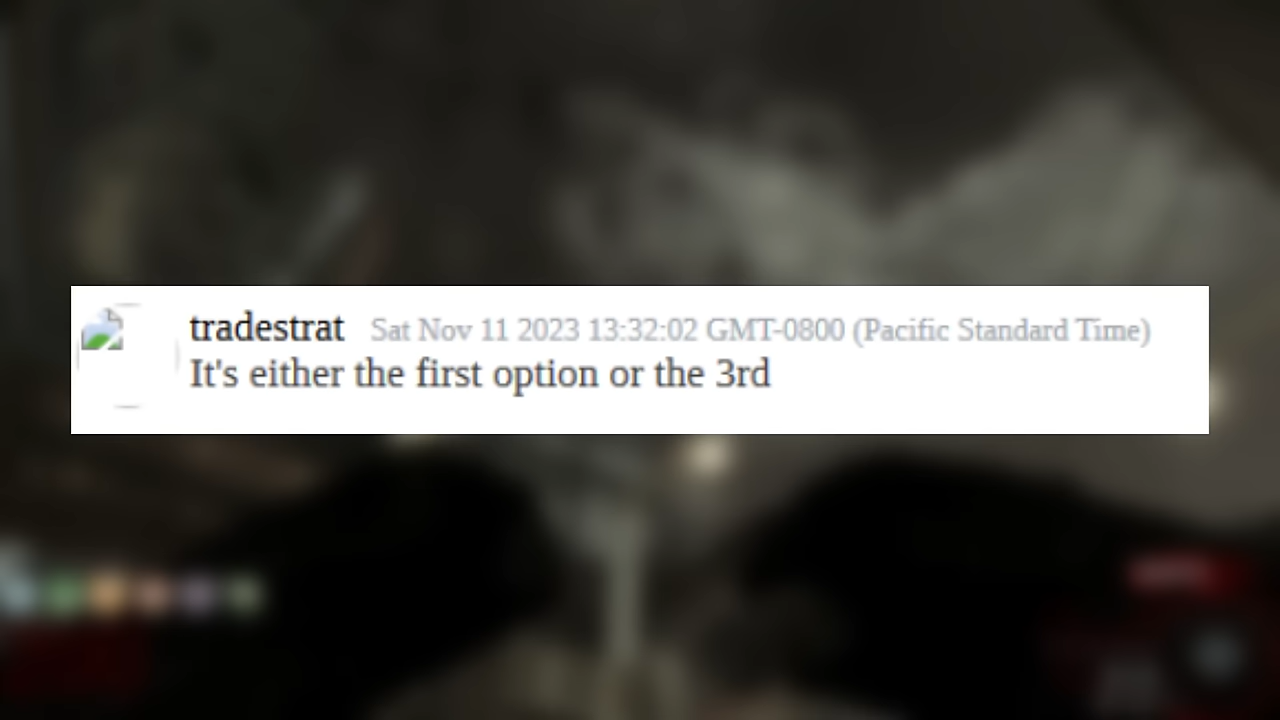 tradestrat Sat Nov 11 2023 13:32:02 GMT-0800 (Pacific Standard Time)
It's either the first option or the 3rd